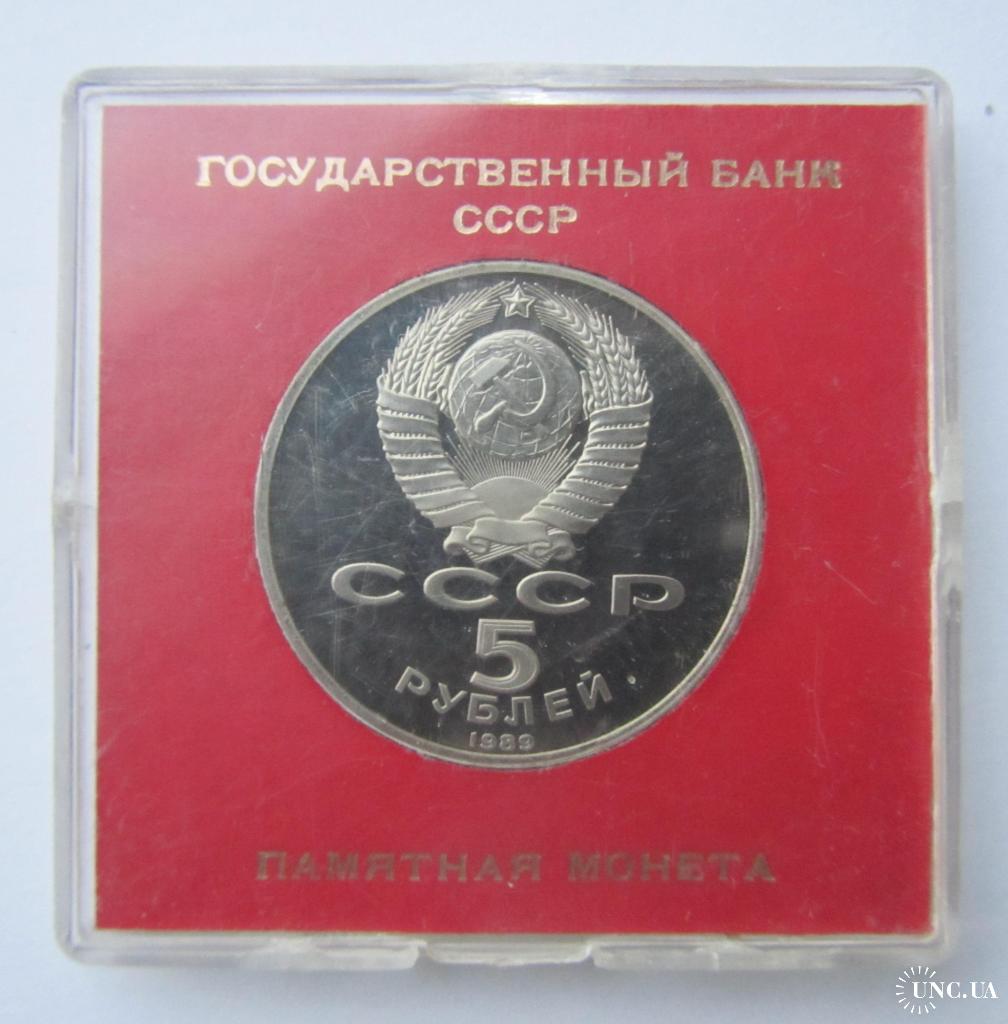 ГОСУДАРСТВЕННЫЙ БАНК
СССР
СССР
5
РУБЛЕЙ
1989
ПАМЯТНАЯ МОНЕТА
UNC.UA